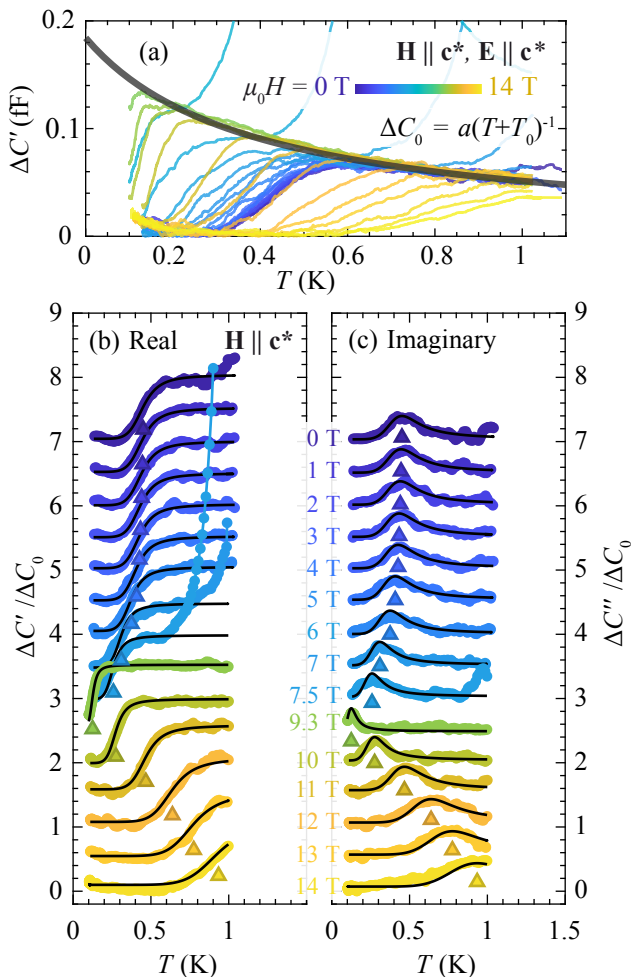 (a)
H || c*, E || c*
μ₀H = 0 T 14 T
ΔC₀ = a(T+T₀)⁻¹
ΔC′ (fF)
0.2
0.1
0
0 0.2 0.4 0.6 0.8 1
T (K)
(b) Real H || c*
ΔC′ /ΔC₀
9
8
7
6
5
4
3
2
1
0
0 0.5 1
T (K)
(c) Imaginary
0 T
1 T
2 T
3 T
4 T
5 T
6 T
7 T
7.5 T
9.3 T
10 T
11 T
12 T
13 T
14 T
9
8
7
6
5
4
3
2
1
0
ΔC″ /ΔC₀
0 0.5 1 1.5
T (K)